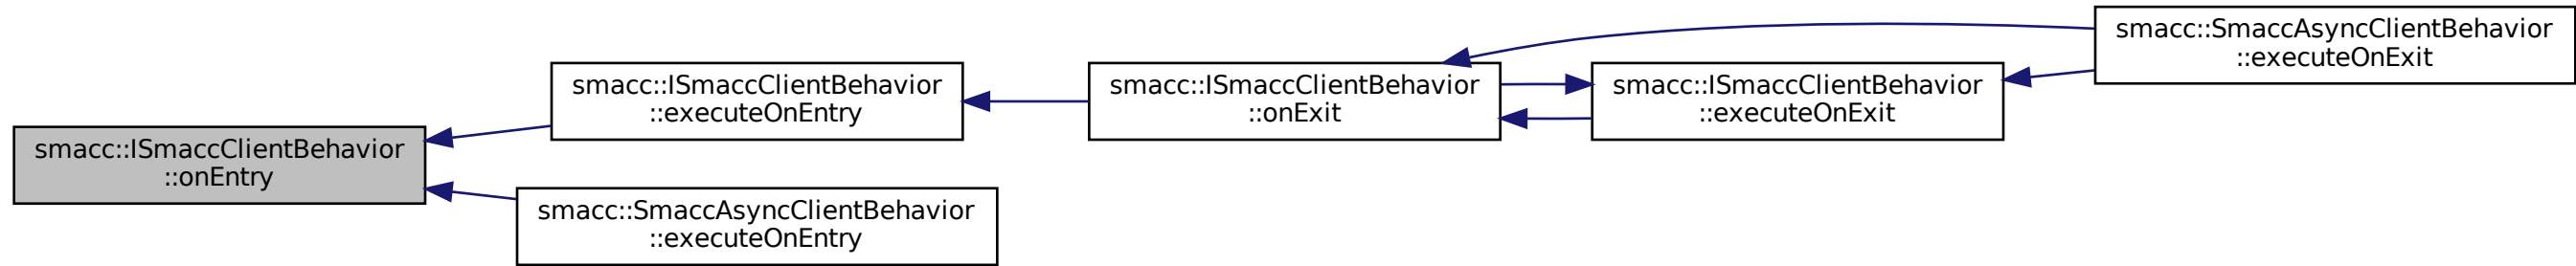 smacc::ISmaccClientBehavior
::onEntry
smacc::ISmaccClientBehavior
::executeOnEntry
smacc::SmaccAsyncClientBehavior
::executeOnEntry
smacc::ISmaccClientBehavior
::onExit
smacc::ISmaccClientBehavior
::executeOnExit
smacc::SmaccAsyncClientBehavior
::executeOnExit